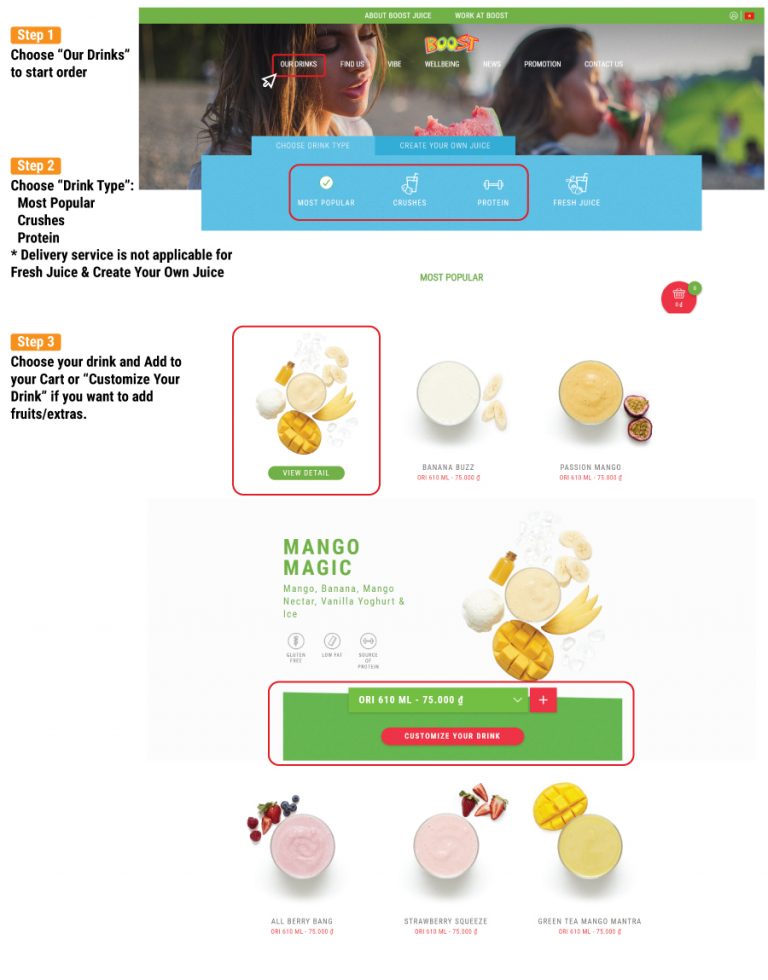 ABOUT BOOST JUICE WORK AT BOOST
Step 1
Choose “Our Drinks”
to start order
BOOST
OUR DRINKS FIND US VIBE WELLBEING NEWS PROMOTION CONTACT US
CHOOSE DRINK TYPE CREATE YOUR OWN JUICE
Step 2
Choose “Drink Type”:
Most Popular
Crushes
Protein
* Delivery service is not applicable for
Fresh Juice & Create Your Own Juice
MOST POPULAR CRUSHES PROTEIN FRESH JUICE
MOST POPULAR
0
0 ₫
Step 3
Choose your drink and Add to
your Cart or “Customize Your
Drink” if you want to add
fruits/extras.
VIEW DETAIL
BANANA BUZZ
ORI 610 ML - 75.000 ₫
PASSION MANGO
ORI 610 ML - 75.000 ₫
MANGO
MAGIC
Mango, Banana, Mango
Nectar, Vanilla Yoghurt &
Ice
GLUTEN
FREE
LOW FAT
SOURCE
OF
PROTEIN
ORI 610 ML - 75.000 ₫
+
CUSTOMIZE YOUR DRINK
ALL BERRY BANG
ORI 610 ML - 75.000 ₫
STRAWBERRY SQUEEZE
ORI 610 ML - 75.000 ₫
GREEN TEA MANGO MANTRA
ORI 610 ML - 75.000 ₫